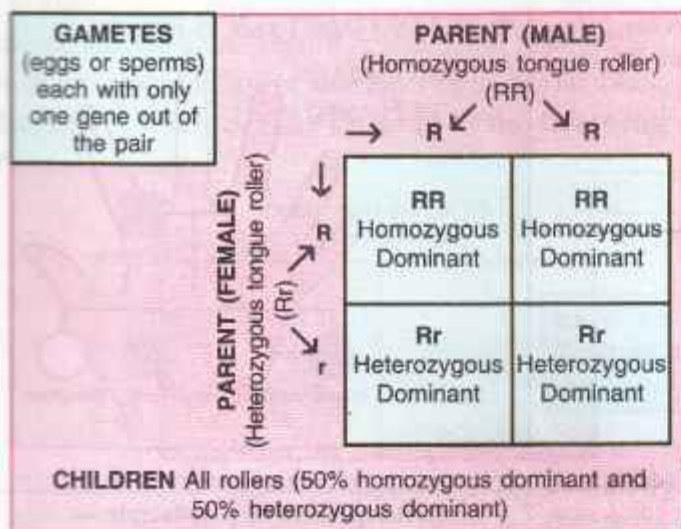 GAMETES
(eggs or sperms)
each with only
one gene out of
the pair
PARENT (MALE)
(Homozygous tongue roller)
(RR)
R R
PARENT (FEMALE)
(Heterozygous tongue roller)
(Rr)
R
r
RR
Homozygous
Dominant
RR
Homozygous
Dominant
Rr
Heterozygous
Dominant
Rr
Heterozygous
Dominant
CHILDREN All rollers (50% homozygous dominant and
50% heterozygous dominant)